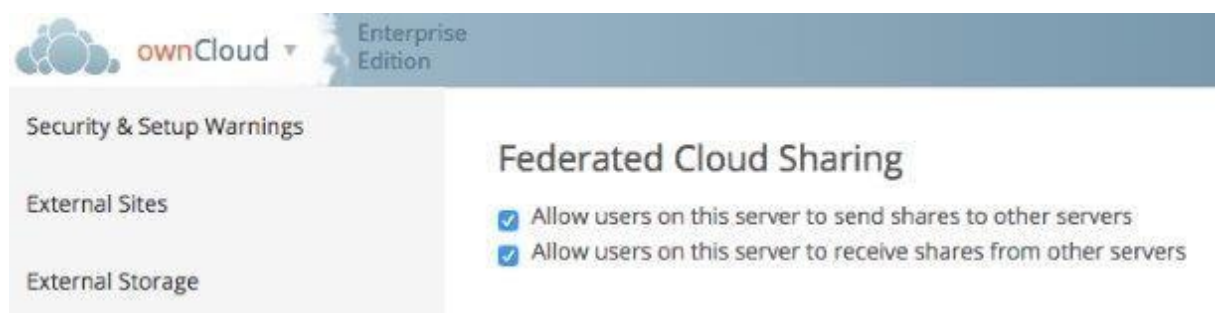 ownCloud
Enterprise
Edition
Security & Setup Warnings
External Sites
External Storage
Federated Cloud Sharing
Allow users on this server to send shares to other servers
Allow users on this server to receive shares from other servers